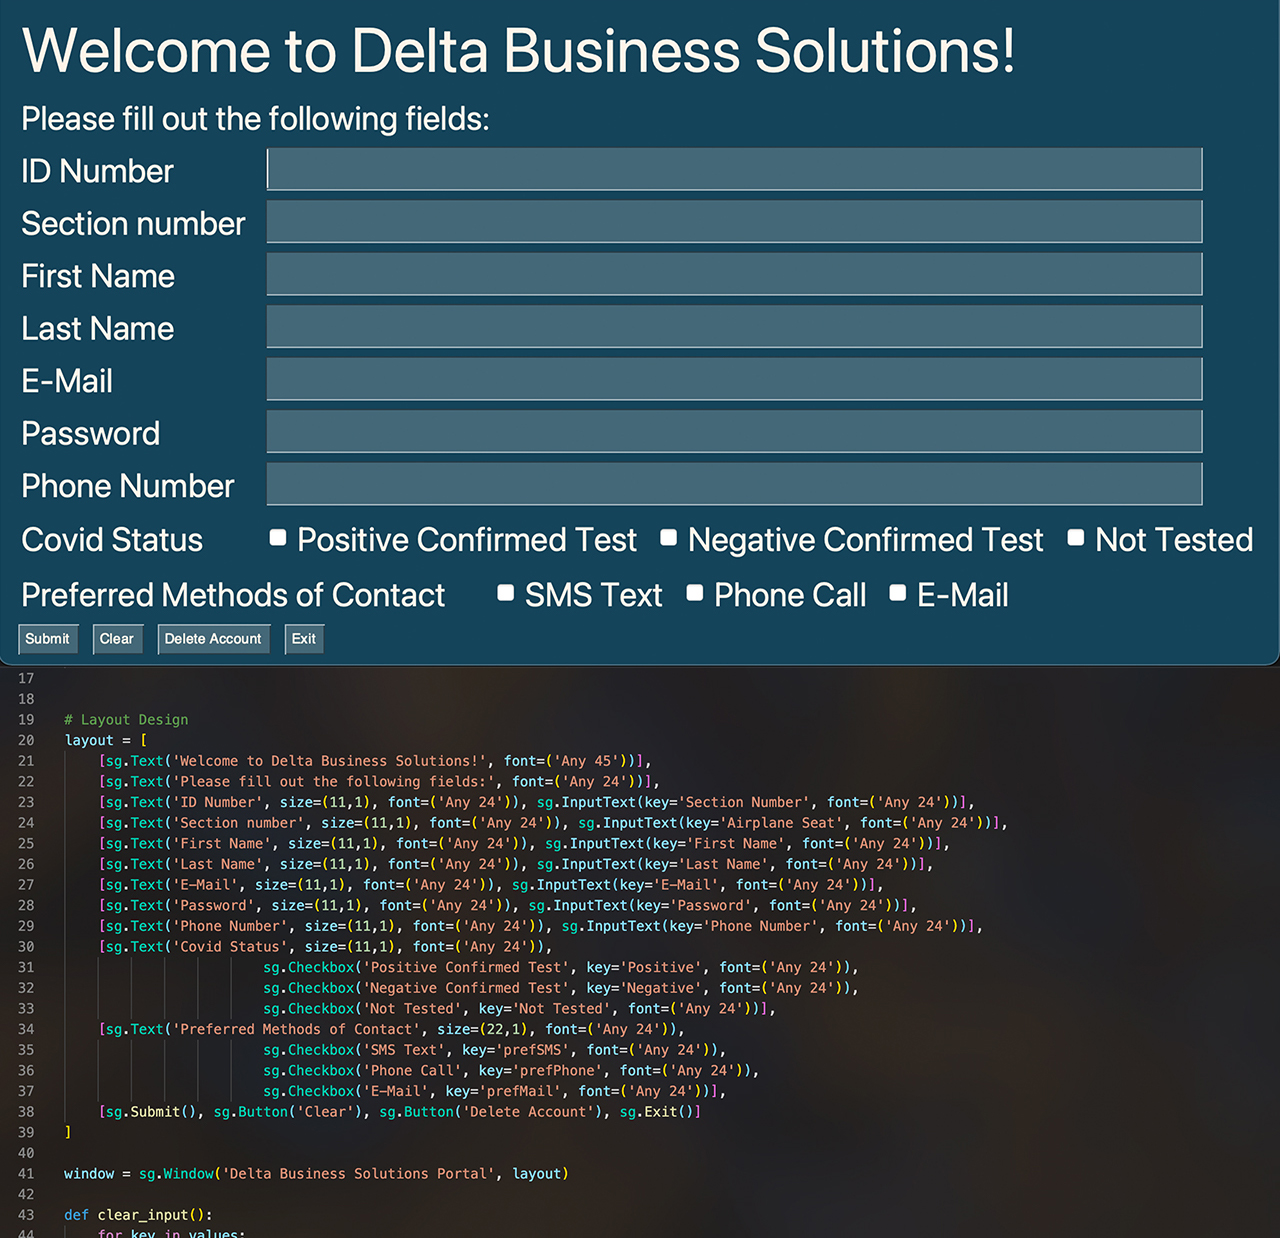 Welcome to Delta Business Solutions!
Please fill out the following fields:
ID Number
Section number
First Name
Last Name
E-Mail
Password
Phone Number
Covid Status Positive Confirmed Test Negative Confirmed Test Not Tested
Preferred Methods of Contact SMS Text Phone Call E-Mail
Submit Clear Delete Account Exit
17
18
19 # Layout Design
20 layout = [
21 [sg.Text('Welcome to Delta Business Solutions!', font=('Any 45'))],
22 [sg.Text('Please fill out the following fields:', font=('Any 24'))],
23 [sg.Text('ID Number', size=(11,1), font=('Any 24')), sg.InputText(key='Section Number', font=('Any 24'))],
24 [sg.Text('Section number', size=(11,1), font=('Any 24')), sg.InputText(key='Airplane Seat', font=('Any 24'))],
25 [sg.Text('First Name', size=(11,1), font=('Any 24')), sg.InputText(key='First Name', font=('Any 24'))],
26 [sg.Text('Last Name', size=(11,1), font=('Any 24')), sg.InputText(key='Last Name', font=('Any 24'))],
27 [sg.Text('E-Mail', size=(11,1), font=('Any 24')), sg.InputText(key='E-Mail', font=('Any 24'))],
28 [sg.Text('Password', size=(11,1), font=('Any 24')), sg.InputText(key='Password', font=('Any 24'))],
29 [sg.Text('Phone Number', size=(11,1), font=('Any 24')), sg.InputText(key='Phone Number', font=('Any 24'))],
30 [sg.Text('Covid Status', size=(11,1), font=('Any 24')),
31 sg.Checkbox('Positive Confirmed Test', key='Positive', font=('Any 24')),
32 sg.Checkbox('Negative Confirmed Test', key='Negative', font=('Any 24')),
33 sg.Checkbox('Not Tested', key='Not Tested', font=('Any 24'))],
34 [sg.Text('Preferred Methods of Contact', size=(22,1), font=('Any 24')),
35 sg.Checkbox('SMS Text', key='prefSMS', font=('Any 24')),
36 sg.Checkbox('Phone Call', key='prefPhone', font=('Any 24')),
37 sg.Checkbox('E-Mail', key='prefMail', font=('Any 24'))],
38 [sg.Submit(), sg.Button('Clear'), sg.Button('Delete Account'), sg.Exit()]
39 ]
40
41 window = sg.Window('Delta Business Solutions Portal', layout)
42
43 def clear_input():
44 for key in values: